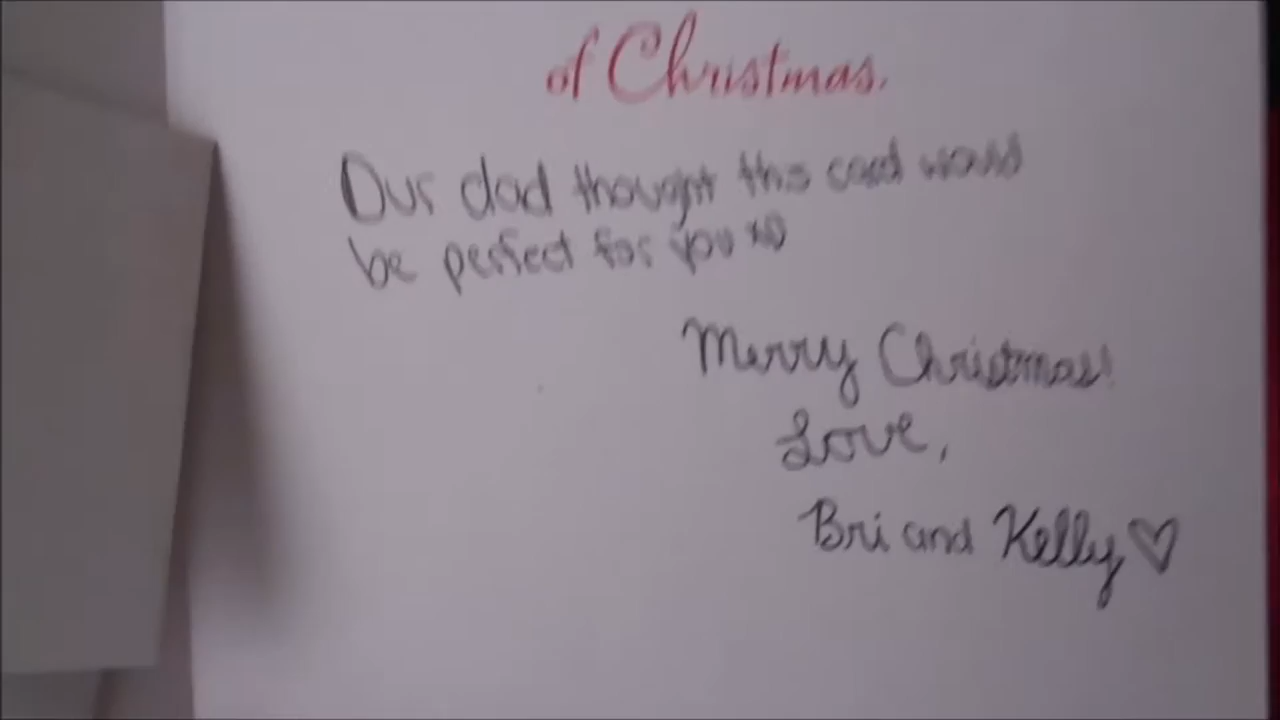 of Christmas.
Our dad thought this card would
be perfect for you
Merry Christmas!
Love,
Bri and Kelly ♡